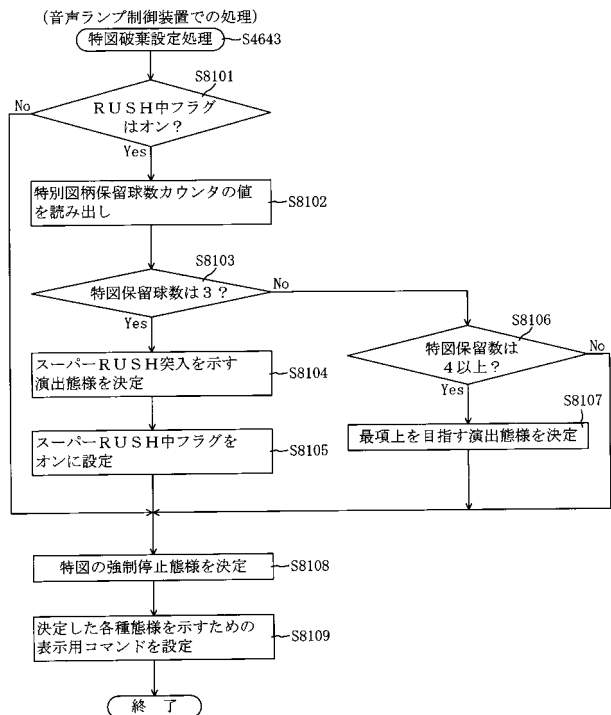 (音声ランプ制御装置での処理)
特図破棄設定処理
S4643
S8101
RUSH中フラグ
はオン?
No
Yes
特別図柄保留球数カウンタの値
を読み出し
S8102
S8103
特図保留球数は3?
No
Yes
S8106
特図保留数は
4以上?
No
Yes
スーパーRUSH突入を示す
演出態様を決定
S8104
S8107
最項上を目指す演出態様を決定
スーパーRUSH中フラグを
オンに設定
S8105
特図の強制停止態様を決定
S8108
決定した各種態様を示すための
表示用コマンドを設定
S8109
終 了